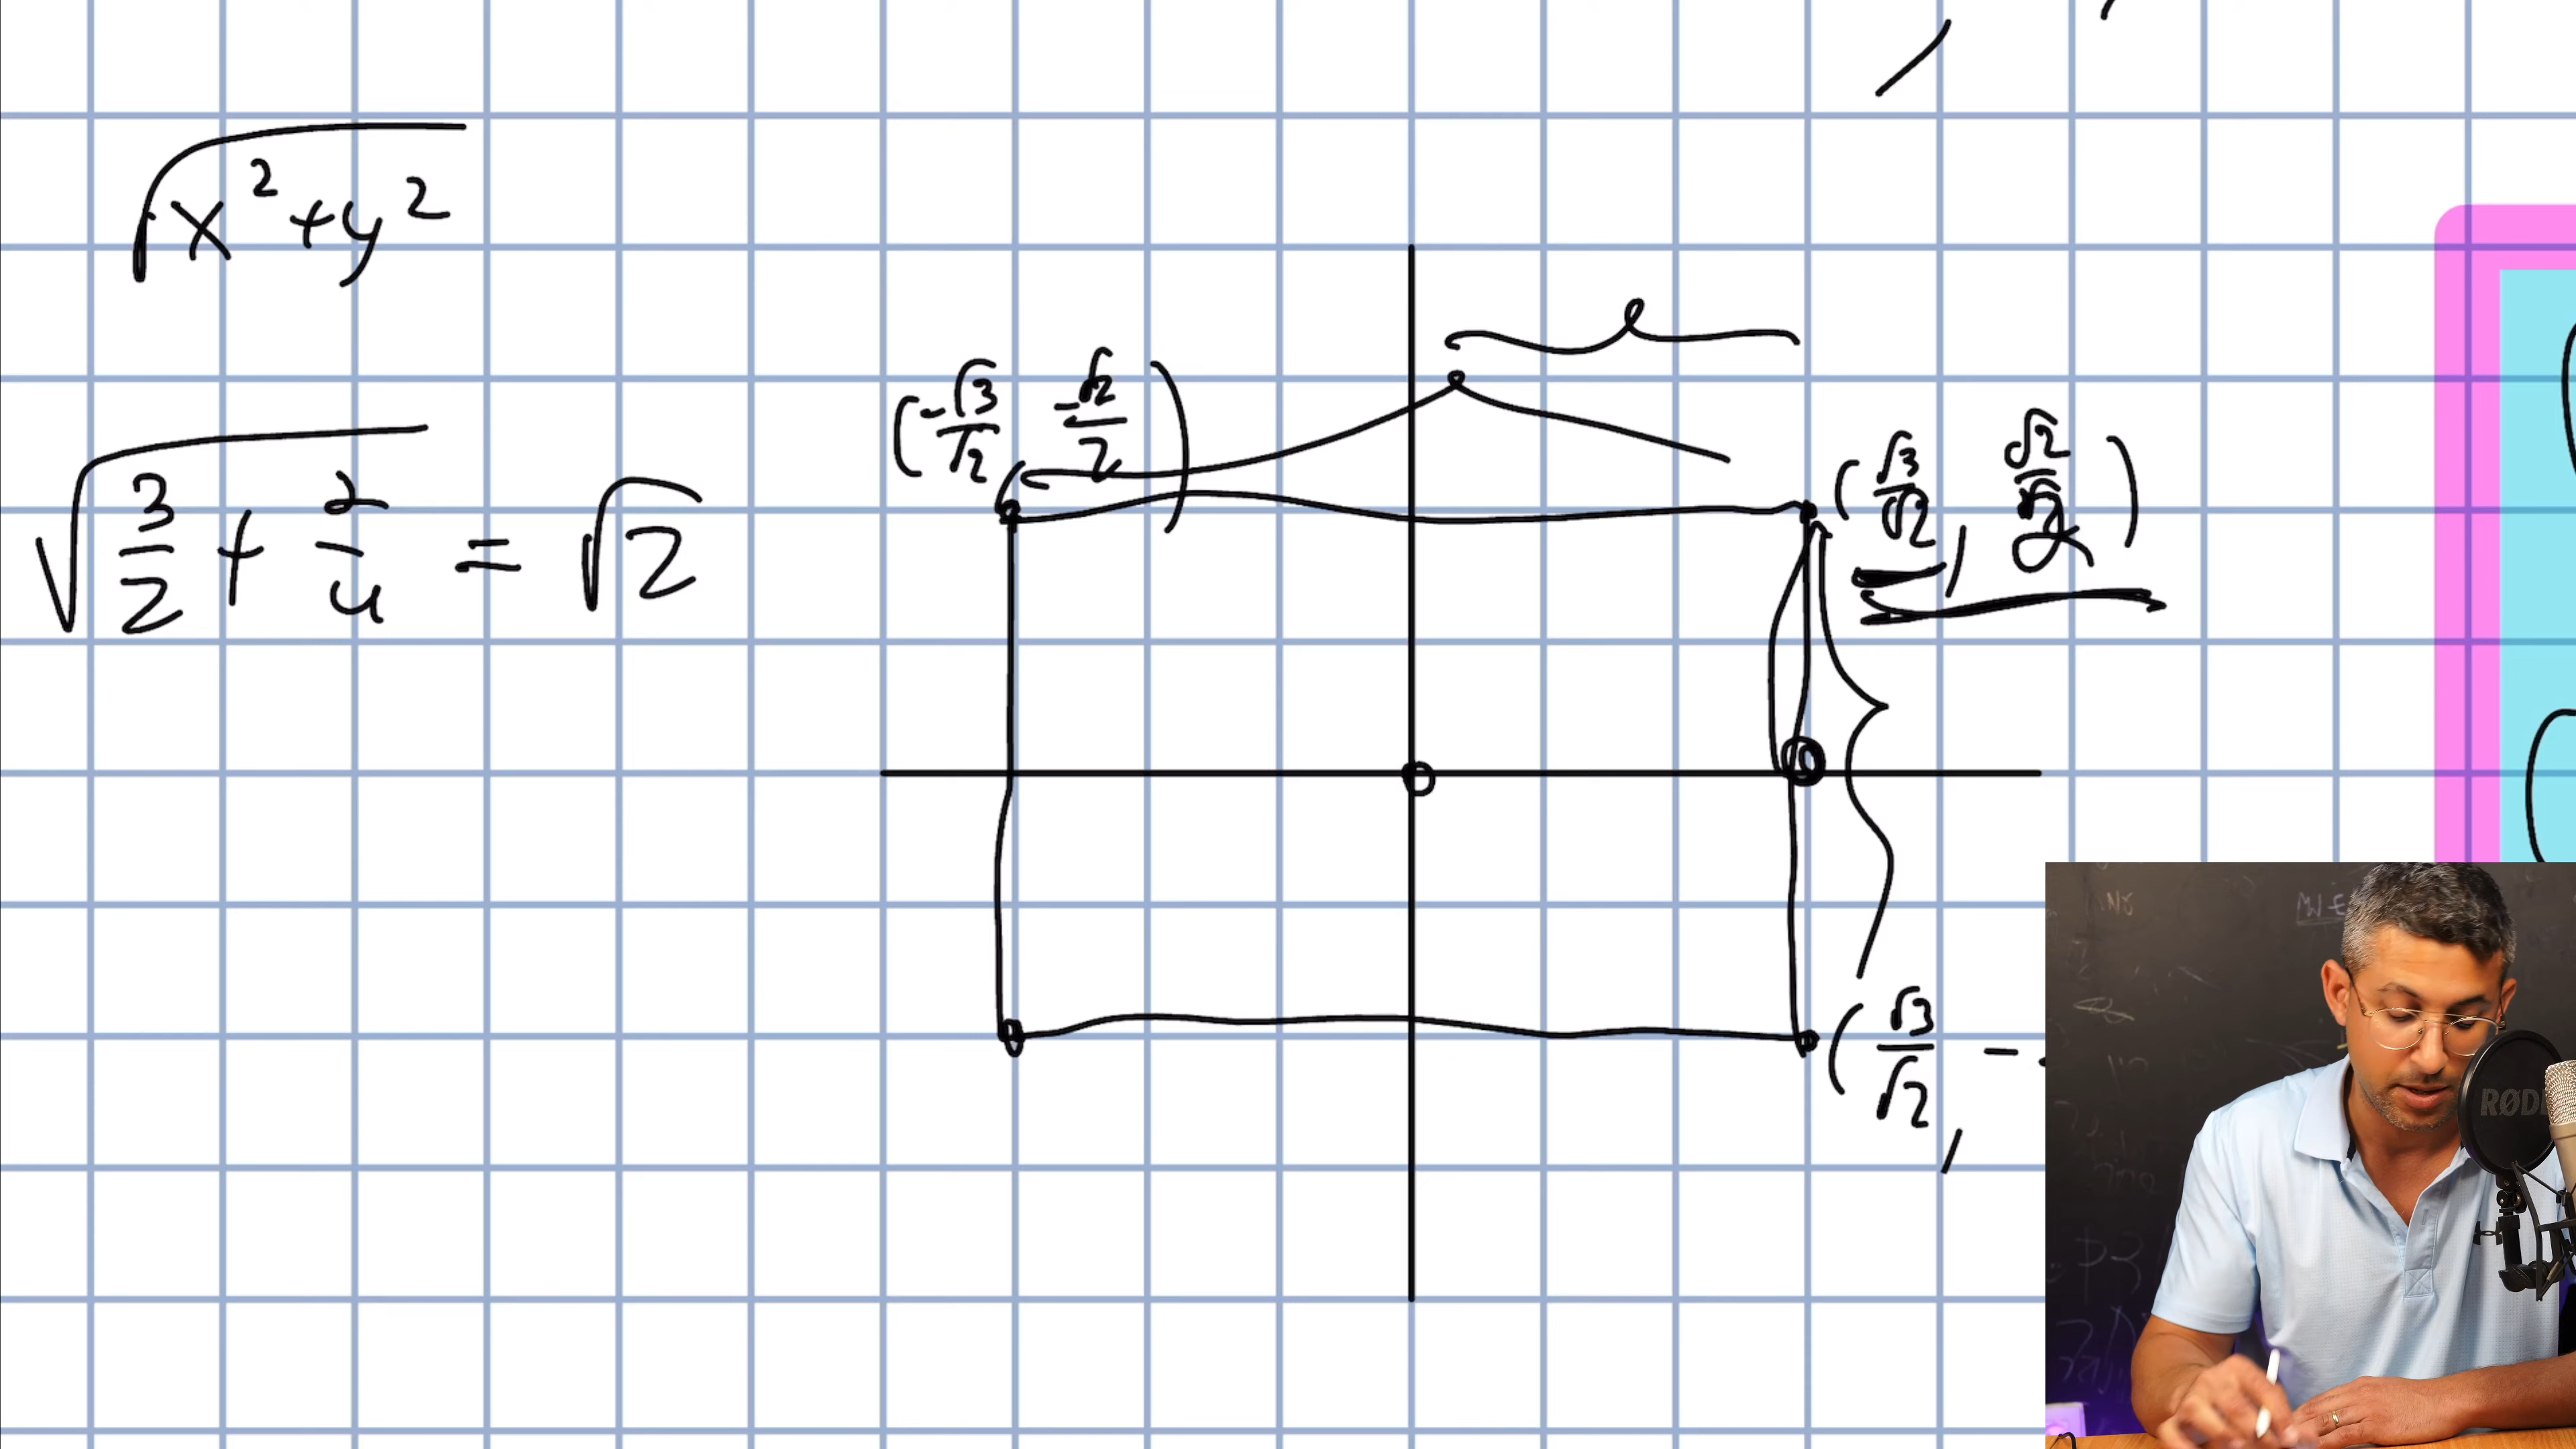 √(x²+y²)
√(3/2 + 2/4) = √2
(-√3/√2 -√2/2)
(√3/√2, √2/2)
(√3/√2, -
RØDE